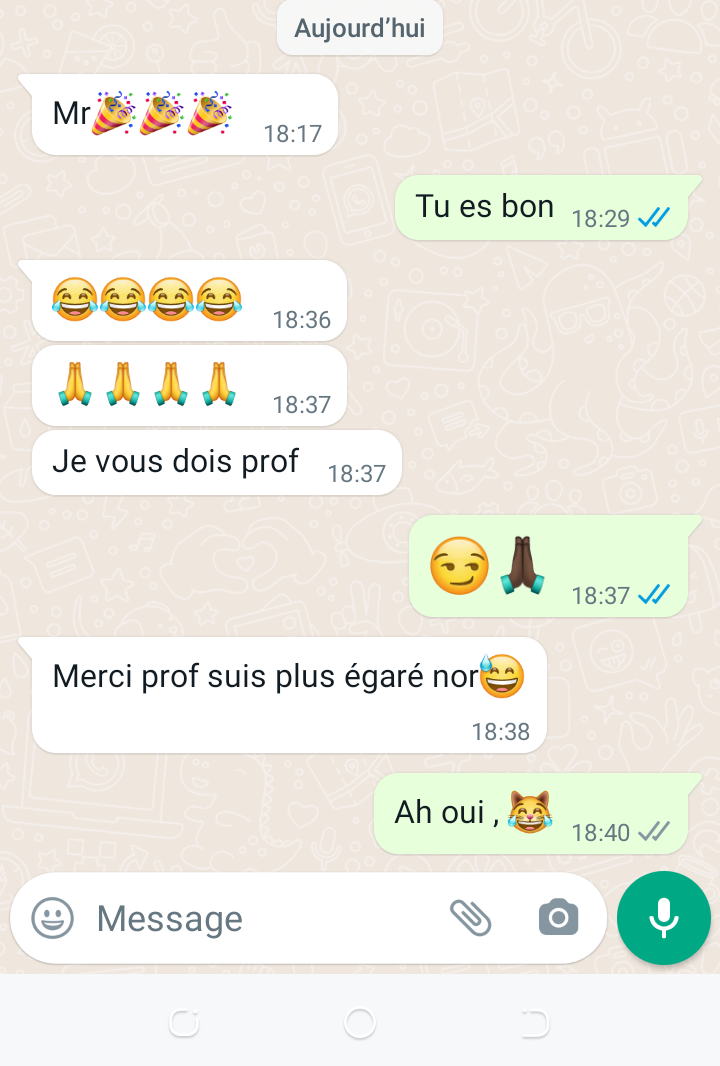 Aujourd'hui
Mr🎉🎉🎉
18:17
Tu es bon
18:29
😂😂😂😂
18:36
🙏🙏🙏🙏
18:37
Je vous dois prof
18:37
😏🙏🏿
18:37
Merci prof suis plus égaré nor😅
18:38
Ah oui , 😹
18:40
Message